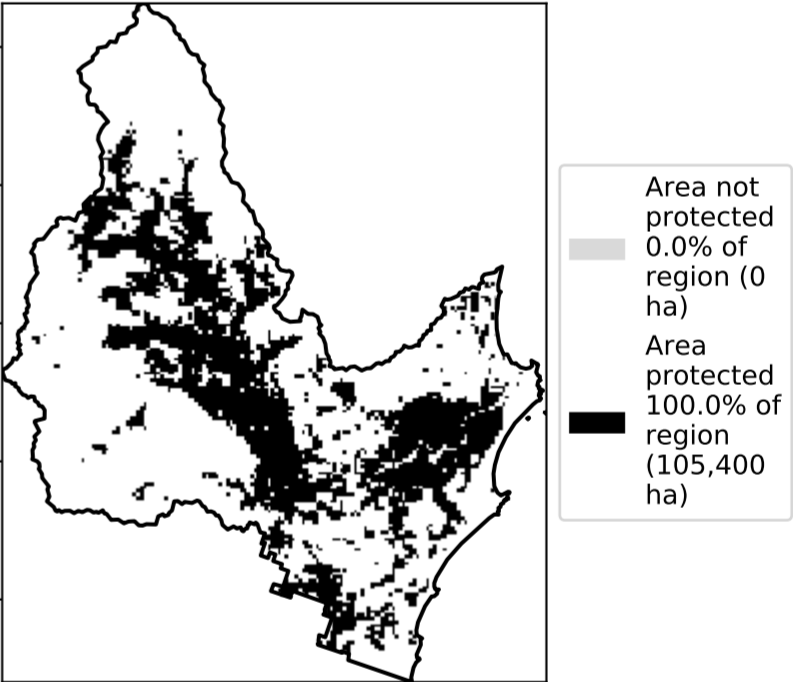 Area not
protected
0.0% of
region (0
ha)
Area
protected
100.0% of
region
(105,400
ha)